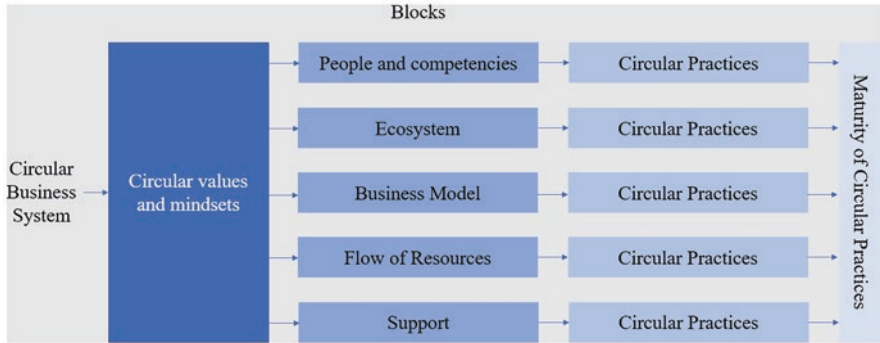 Blocks
Circular
Business
System
Circular values
and mindsets
People and competencies
Circular Practices
Ecosystem
Circular Practices
Business Model
Circular Practices
Flow of Resources
Circular Practices
Support
Circular Practices
Maturity of Circular Practices